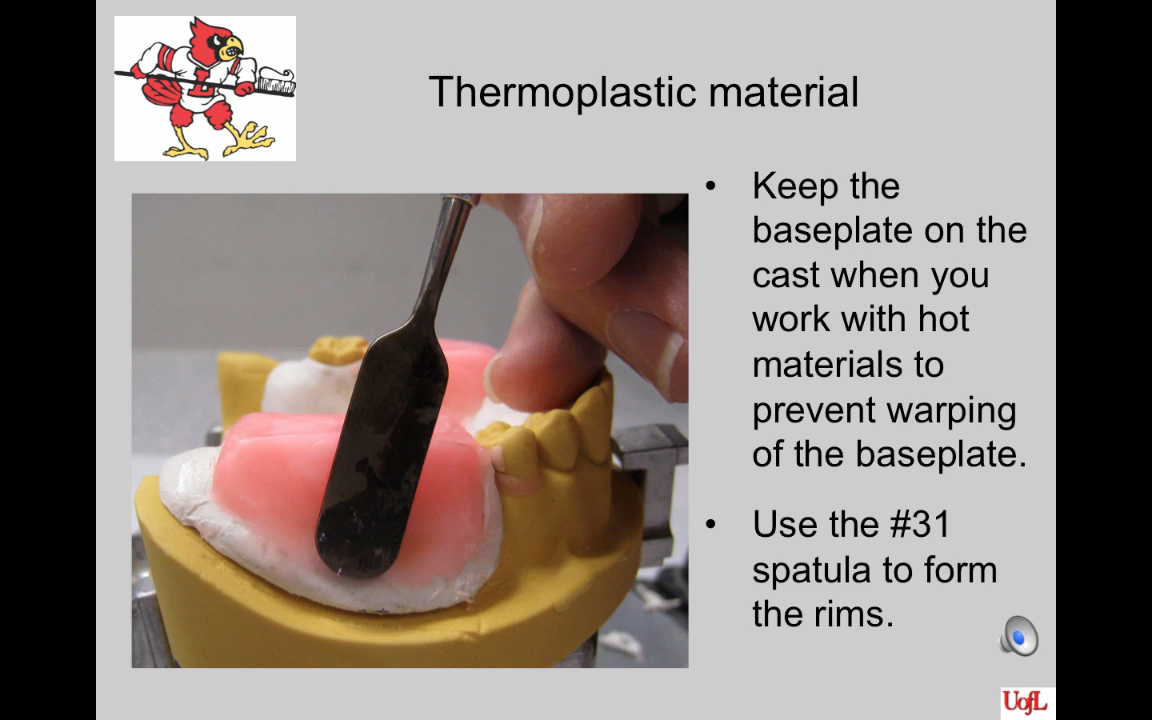 Thermoplastic material
• Keep the
baseplate on the
cast when you
work with hot
materials to
prevent warping
of the baseplate.
• Use the #31
spatula to form
the rims.
UofL
L